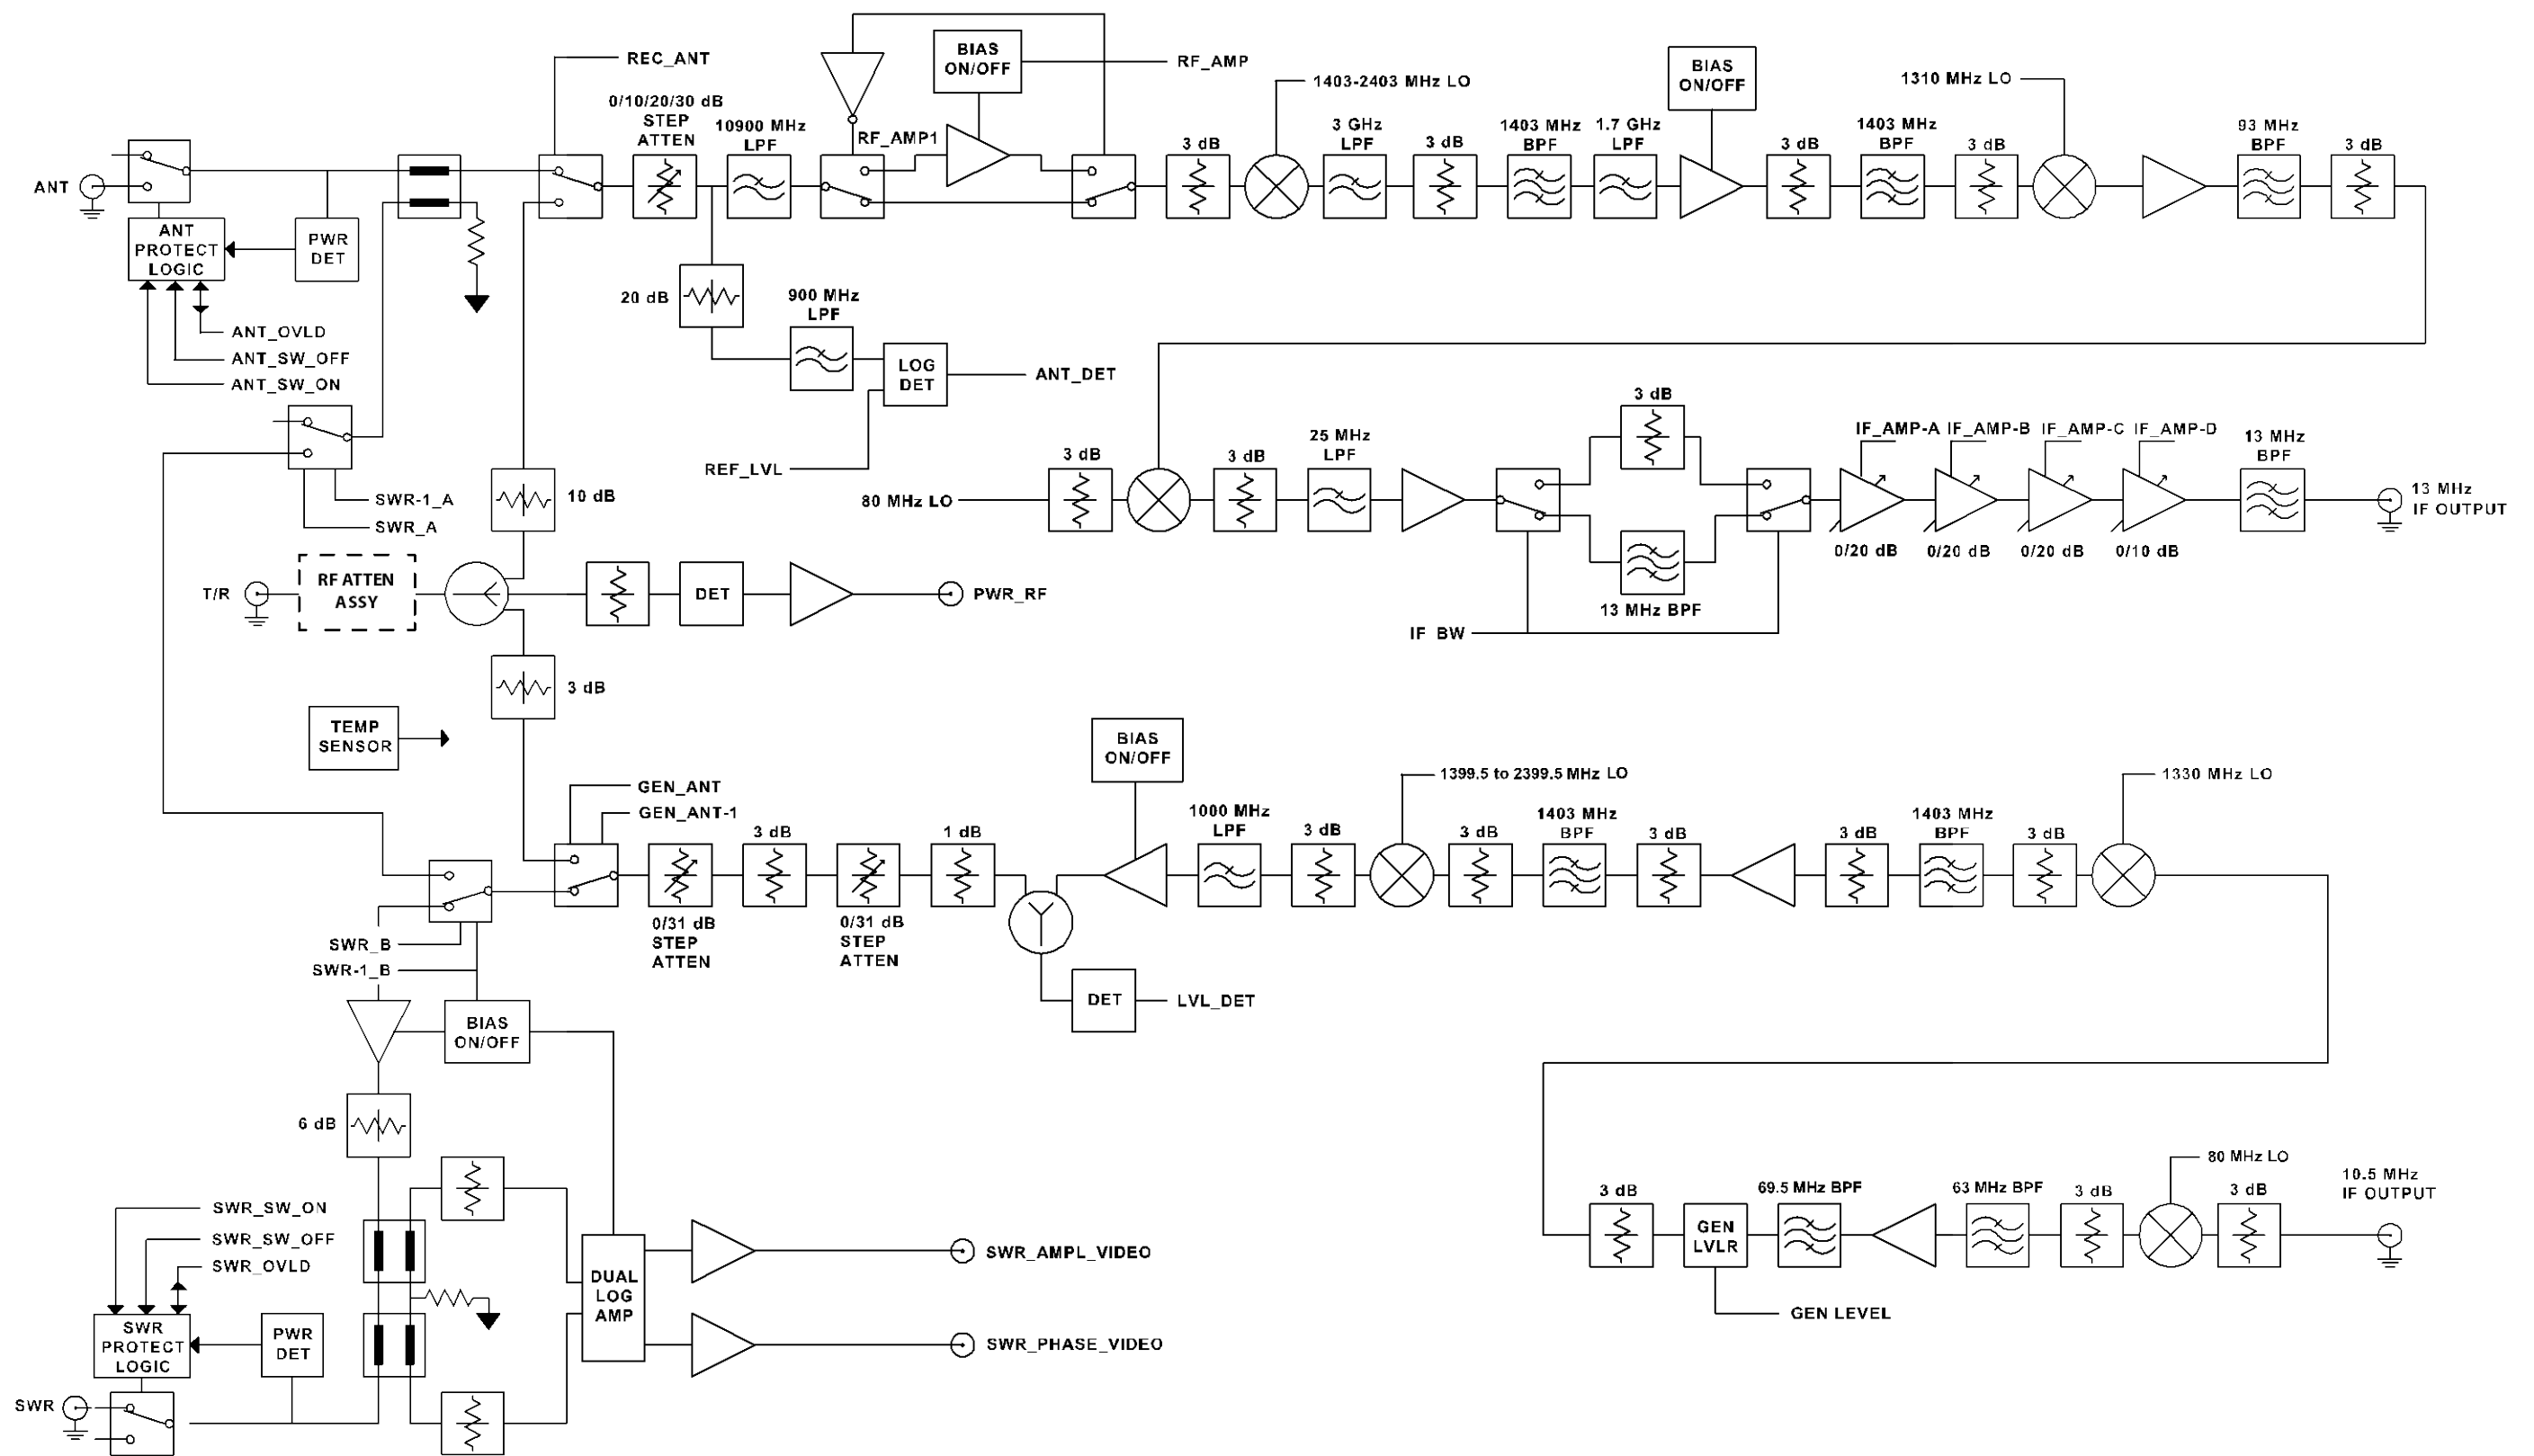 REC_ANT
0/10/20/30 dB
STEP
ATTEN
10900 MHz
LPF
RF_AMP1
BIAS
ON/OFF
RF_AMP
3 dB
1403-2403 MHz LO
3 GHz
LPF
3 dB
1403 MHz
BPF
1.7 GHz
LPF
BIAS
ON/OFF
3 dB
1403 MHz
BPF
3 dB
1310 MHz LO
93 MHz
BPF
3 dB
ANT
ANT
PROTECT
LOGIC
PWR
DET
ANT_OVLD
ANT_SW_OFF
ANT_SW_ON
20 dB
900 MHz
LPF
LOG
DET
ANT_DET
REF_LVL
SWR-1_A
SWR_A
10 dB
80 MHz LO
3 dB
3 dB
25 MHz
LPF
3 dB
13 MHz BPF
IF_BW
IF_AMP-A
IF_AMP-B
IF_AMP-C
IF_AMP-D
0/20 dB
0/20 dB
0/20 dB
0/10 dB
13 MHz
BPF
13 MHz
IF OUTPUT
T/R
RF ATTEN
ASSY
DET
PWR_RF
3 dB
TEMP
SENSOR
GEN_ANT
GEN_ANT-1
0/31 dB
STEP
ATTEN
3 dB
0/31 dB
STEP
ATTEN
1 dB
BIAS
ON/OFF
1000 MHz
LPF
3 dB
1399.5 to 2399.5 MHz LO
3 dB
1403 MHz
BPF
3 dB
3 dB
1403 MHz
BPF
3 dB
1330 MHz LO
DET
LVL_DET
SWR_B
SWR-1_B
BIAS
ON/OFF
6 dB
SWR_SW_ON
SWR_SW_OFF
SWR_OVLD
SWR
PROTECT
LOGIC
PWR
DET
SWR
DUAL
LOG
AMP
SWR_AMPL_VIDEO
SWR_PHASE_VIDEO
3 dB
GEN
LVLR
GEN LEVEL
69.5 MHz BPF
63 MHz BPF
3 dB
80 MHz LO
3 dB
10.5 MHz
IF OUTPUT